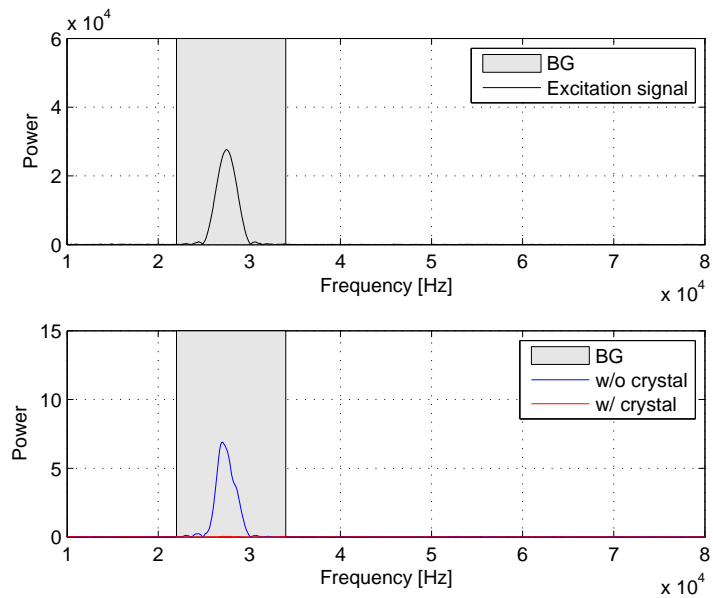 x 10^4
6
4
2
0
Power
BG
Excitation signal
1 2 3 4 5 6 7 8
Frequency [Hz]
x 10^4
15
10
5
0
Power
BG
w/o crystal
w/ crystal
1 2 3 4 5 6 7 8
Frequency [Hz]
x 10^4